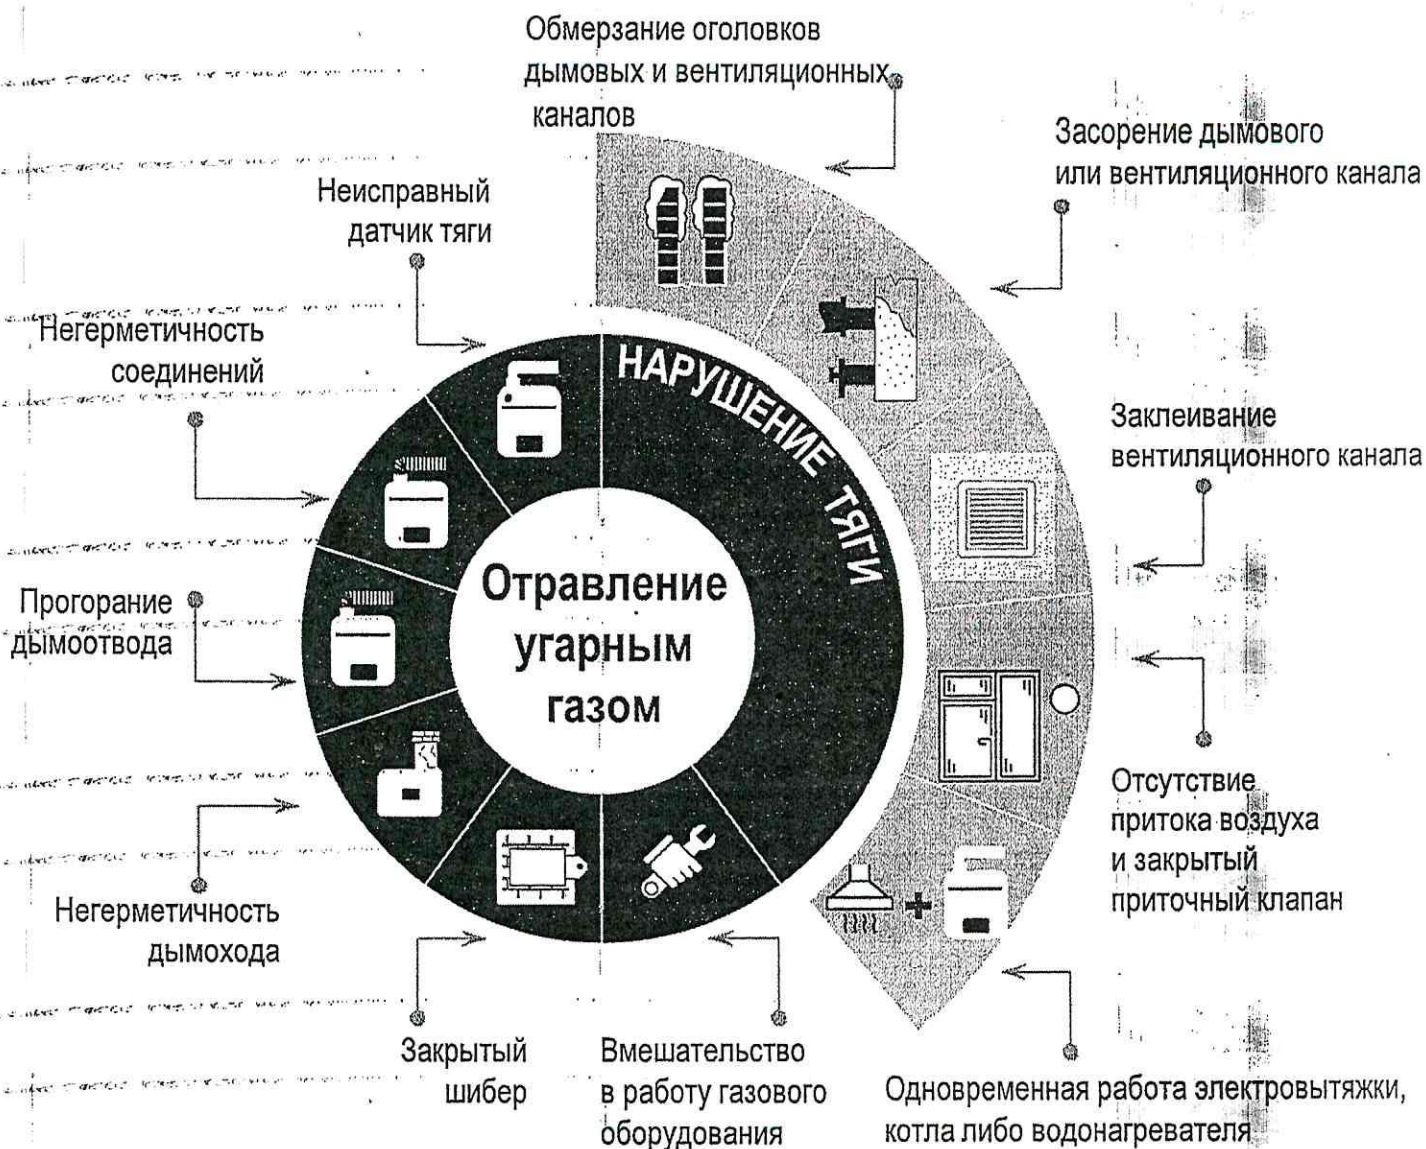 Обмерзание оголовков
дымовых и вентиляционных
каналов
Засорение дымового
или вентиляционного канала
Неисправный
датчик тяги
Негерметичность
соединений
НАРУШЕНИЕ ТЯГИ
Заклеивание
вентиляционного канала
Отравление
угарным
газом
Прогорание
дымоотвода
Отсутствие
притока воздуха
и закрытый
приточный клапан
Негерметичность
дымохода
Закрытый
шибер
Вмешательство
в работу газового
оборудования
Одновременная работа электровытяжки,
котла либо водонагревателя